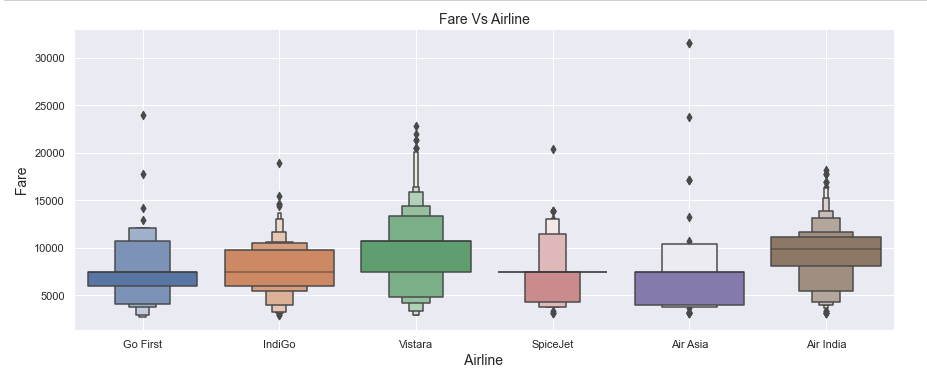 Fare Vs Airline
30000
25000
20000
15000
10000
5000
Fare
Go First
IndiGo
Vistara
SpiceJet
Air Asia
Air India
Airline